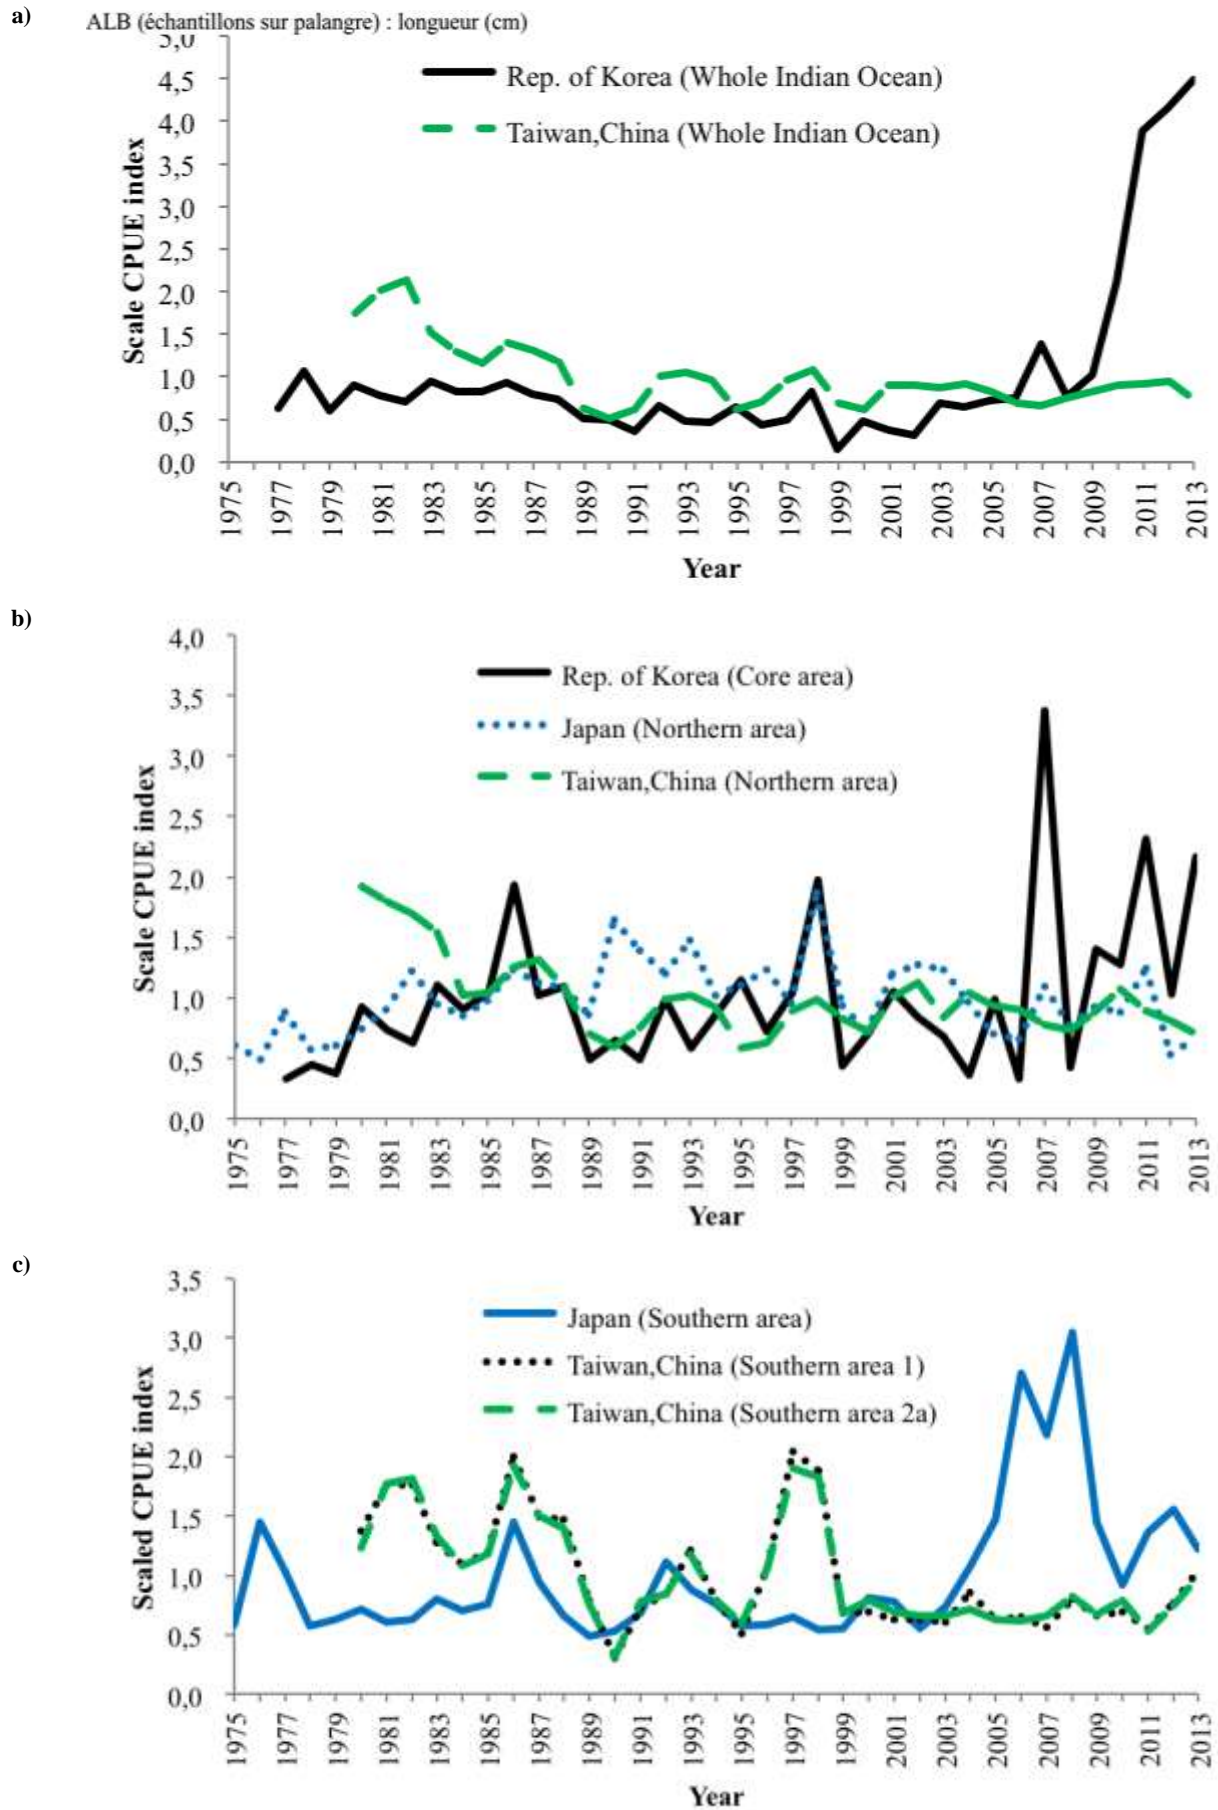 a)
ALB (échantillons sur palangre) : longueur (cm)
5,0
4,5
4,0
3,5
3,0
2,5
2,0
1,5
1,0
0,5
0,0
Scale CPUE index
Rep. of Korea (Whole Indian Ocean)
Taiwan,China (Whole Indian Ocean)
1975 1977 1979 1981 1983 1985 1987 1989 1991 1993 1995 1997 1999 2001 2003 2005 2007 2009 2011 2013
Year
b)
4,0
3,5
3,0
2,5
2,0
1,5
1,0
0,5
0,0
Scale CPUE index
Rep. of Korea (Core area)
Japan (Northern area)
Taiwan,China (Northern area)
1975 1977 1979 1981 1983 1985 1987 1989 1991 1993 1995 1997 1999 2001 2003 2005 2007 2009 2011 2013
Year
c)
3,5
3,0
2,5
2,0
1,5
1,0
0,5
0,0
Scaled CPUE index
Japan (Southern area)
Taiwan,China (Southern area 1)
Taiwan,China (Southern area 2a)
1975 1977 1979 1981 1983 1985 1987 1989 1991 1993 1995 1997 1999 2001 2003 2005 2007 2009 2011 2013
Year